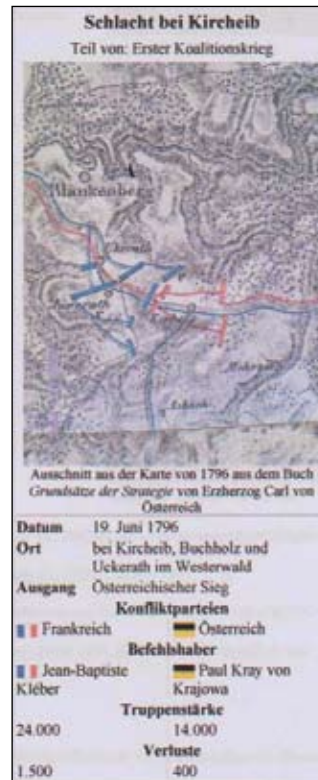 Schlacht bei Kircheib
Teil von: Erster Koalitionskrieg
Blankenberg
Ausschnitt aus der Karte von 1796 aus dem Buch
Grundsätze der Strategie von Erzherzog Carl von
Österreich
Datum 19. Juni 1796
Ort bei Kircheib, Buchholz und
Uckerath im Westerwald
Ausgang Österreichischer Sieg
Konfliktparteien
Frankreich Österreich
Befehlshaber
Jean-Baptiste Paul Kray von
Kléber Krajowa
Truppenstärke
24.000 14.000
Verluste
1.500 400